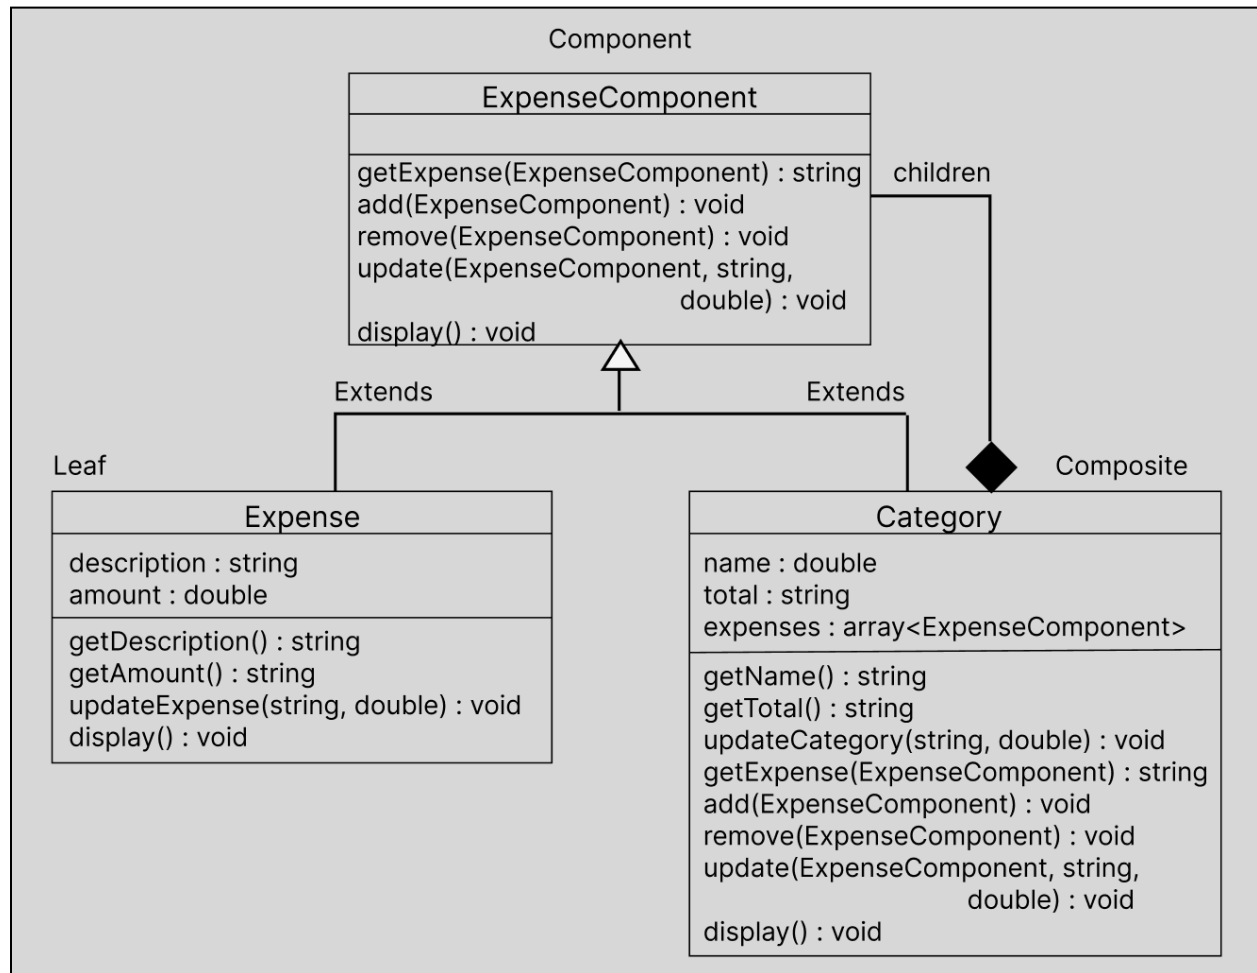 Component
ExpenseComponent
getExpense(ExpenseComponent) : string
add(ExpenseComponent) : void
remove(ExpenseComponent) : void
update(ExpenseComponent, string,
double) : void
display() : void
children
Extends
Extends
Leaf
Expense
description : string
amount : double
getDescription() : string
getAmount() : string
updateExpense(string, double) : void
display() : void
Composite
Category
name : double
total : string
expenses : array<ExpenseComponent>
getName() : string
getTotal() : string
updateCategory(string, double) : void
getExpense(ExpenseComponent) : string
add(ExpenseComponent) : void
remove(ExpenseComponent) : void
update(ExpenseComponent, string,
double) : void
display() : void